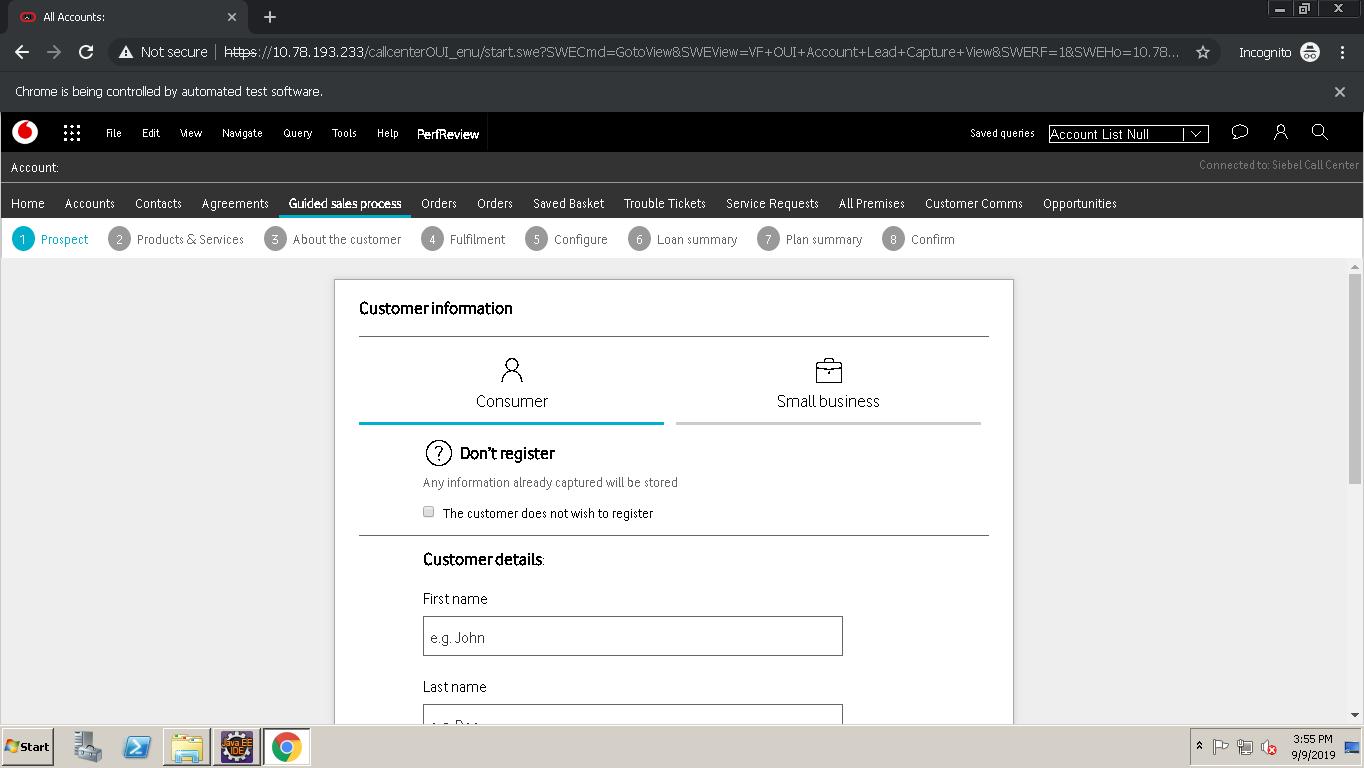 All Accounts:
Not secure | https://10.78.193.233/callcenterOUI_enu/start.swe?SWECmd=GotoView&SWEView=VF+OUI+Account+Lead+Capture+View&SWERF=1&SWEHo=10.78... Incognito
Chrome is being controlled by automated test software.
File Edit View Navigate Query Tools Help PerfReview Saved queries Account List Null
Account: Connected to: Siebel Call Center
Home Accounts Contacts Agreements Guided sales process Orders Orders Saved Basket Trouble Tickets Service Requests All Premises Customer Comms Opportunities
1 Prospect 2 Products & Services 3 About the customer 4 Fulfilment 5 Configure 6 Loan summary 7 Plan summary 8 Confirm
Customer information
Consumer Small business
? Don't register
Any information already captured will be stored
The customer does not wish to register
Customer details:
First name
e.g. John
Last name
Start Java EE IDE 3:55 PM
9/9/2019